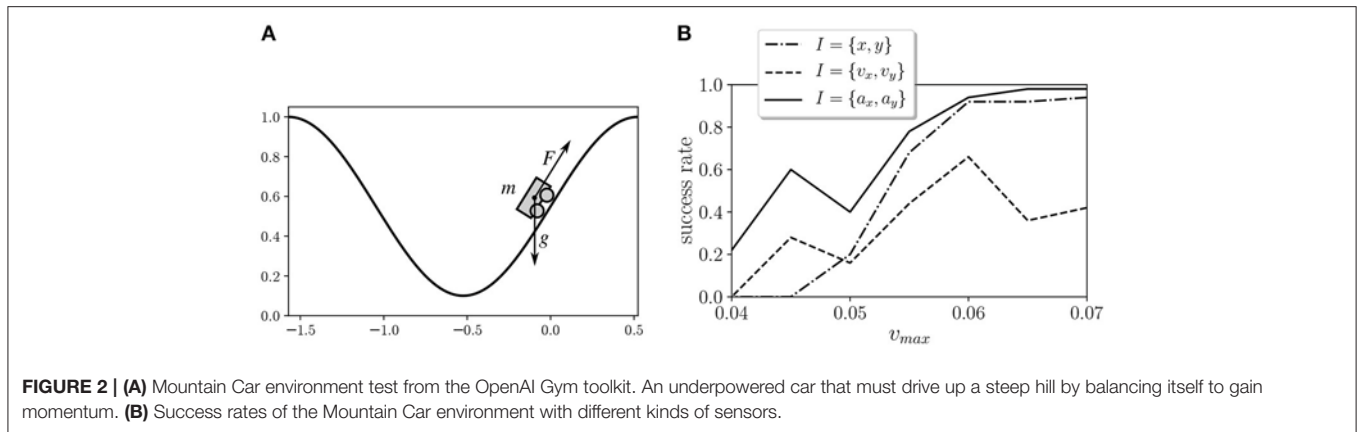 A
1.0
0.8
0.6
0.4
0.2
0.0
−1.5 −1.0 −0.5 0.0 0.5
m
F
g
B
I = {x, y}
I = {v_x, v_y}
I = {a_x, a_y}
success rate
1.0
0.8
0.6
0.4
0.2
0.0
0.04 0.05 0.06 0.07
v_max
FIGURE 2 | (A) Mountain Car environment test from the OpenAI Gym toolkit. An underpowered car that must drive up a steep hill by balancing itself to gain
momentum. (B) Success rates of the Mountain Car environment with different kinds of sensors.